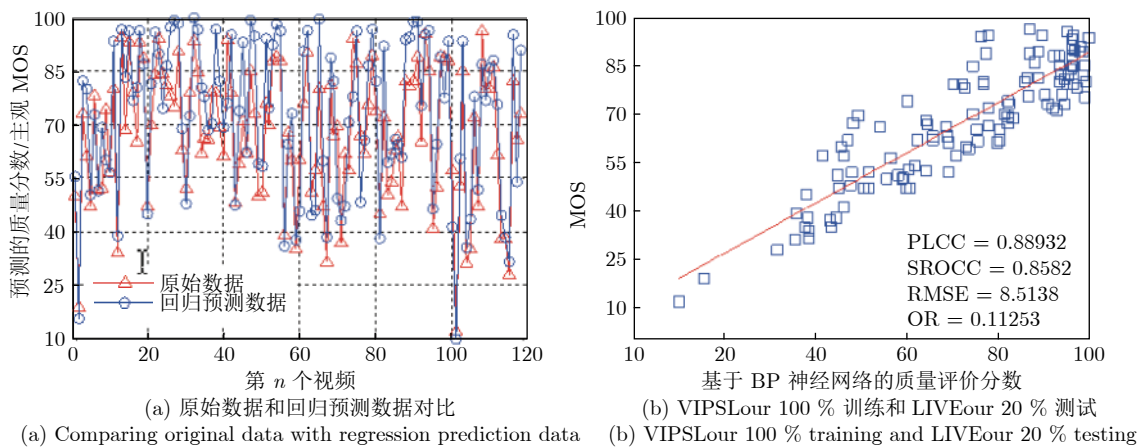 预测的质量分数/主观 MOS
100
85
70
55
40
25
10
原始数据
回归预测数据
0 20 40 60 80 100 120
第 n 个视频
(a) 原始数据和回归预测数据对比
(a) Comparing original data with regression prediction data
MOS
100
85
70
55
40
25
10
PLCC = 0.88932
SROCC = 0.8582
RMSE = 8.5138
OR = 0.11253
10 20 40 60 80 100
基于 BP 神经网络的质量评价分数
(b) VIPSLour 100 % 训练和 LIVEour 20 % 测试
(b) VIPSLour 100 % training and LIVEour 20 % testing